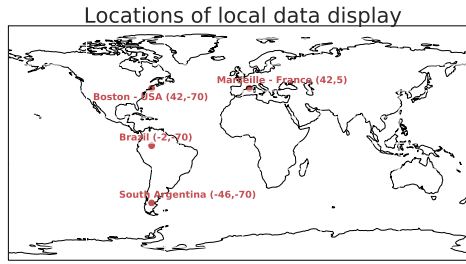 Locations of local data display
Marseille - France (42,5)
Boston - USA (42,-70)
Brazil (-2,-70)
South Argentina (-46,-70)